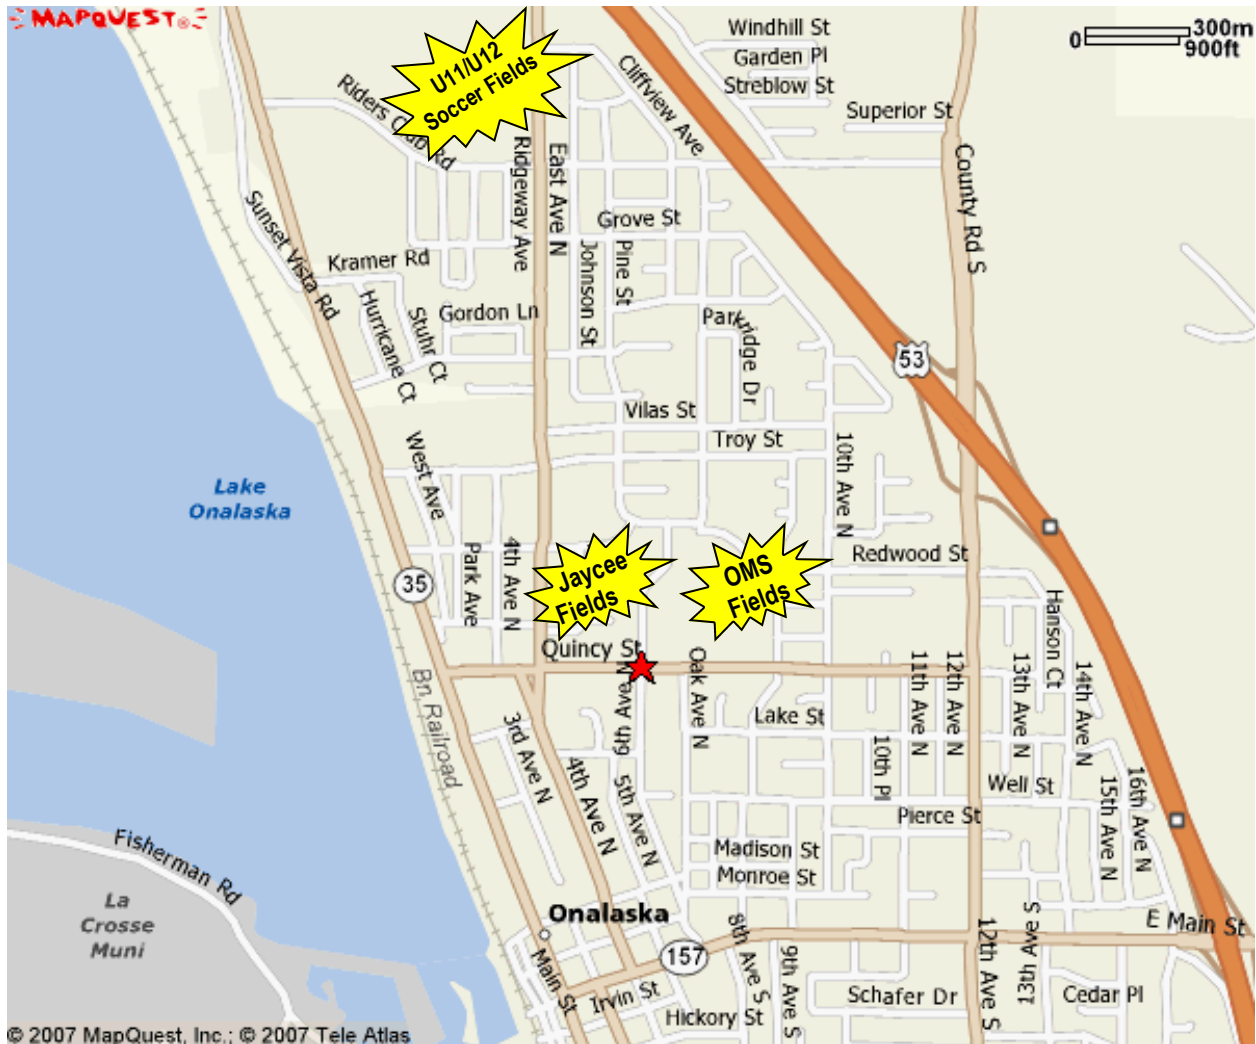 MAPQUEST®
0 300m
900ft
Windhill St
Garden Pl
Streblow St
Superior St
U11/U12
Soccer Fields
Cliffview Ave
Riders Club Rd
Ridgeway Ave
East Ave N
County Rd S
Grove St
Sunset Vista Rd
Kramer Rd
Johnson St
Pine St
Hurricane Ct
Stuhr Ct
Gordon Ln
Parkridge Dr
53
Vilas St
Troy St
West Ave
10th Ave N
Lake
Onalaska
Redwood St
35
Park Ave
4th Ave N
Jaycee
Fields
OMS
Fields
Hanson Ct
Quincy St
Bn Railroad
6th Ave N
Oak Ave N
11th Ave N
12th Ave N
13th Ave N
14th Ave N
3rd Ave N
Lake St
4th Ave N
5th Ave N
10th Pl
Well St
15th Ave N
16th Ave N
Pierce St
Fisherman Rd
Madison St
Monroe St
La
Crosse
Muni
Onalaska
E Main St
157
Main St
8th Ave S
9th Ave S
12th Ave S
13th Ave S
Irvin St
Schafer Dr
Cedar Pl
Hickory St
© 2007 MapQuest, Inc.; © 2007 Tele Atlas